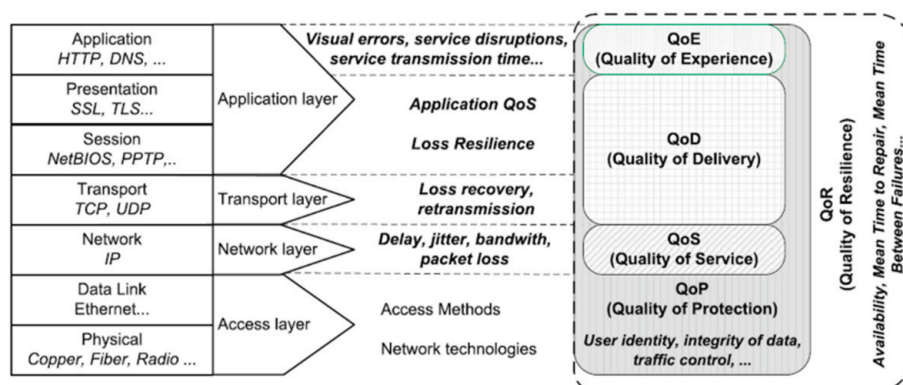 Application
HTTP, DNS, ...
Presentation
SSL, TLS...
Session
NetBIOS, PPTP,..
Transport
TCP, UDP
Network
IP
Data Link
Ethernet...
Physical
Copper, Fiber, Radio ...
Application layer
Transport layer
Network layer
Access layer
Visual errors, service disruptions,
service transmission time...
Application QoS
Loss Resilience
Loss recovery,
retransmission
Delay, jitter, bandwith,
packet loss
Access Methods
Network technologies
QoE
(Quality of Experience)
QoD
(Quality of Delivery)
QoS
(Quality of Service)
QoP
(Quality of Protection)
User identity, integrity of data,
traffic control, ...
QoR
(Quality of Resilience)
Availability, Mean Time to Repair, Mean Time
Between Failures...